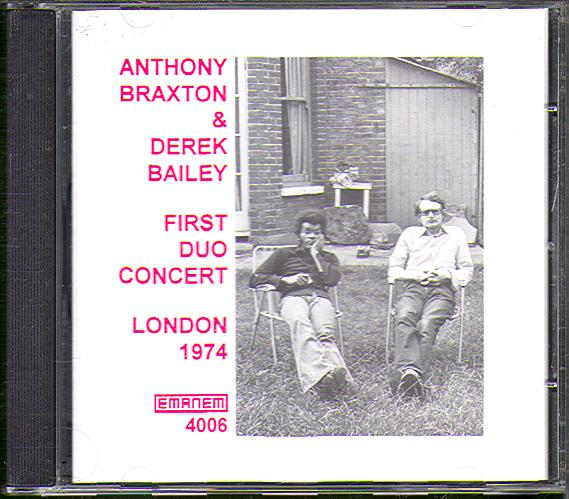 ANTHONY
BRAXTON
&
DEREK
BAILEY
FIRST
DUO
CONCERT
LONDON
1974
EMANEM
4006